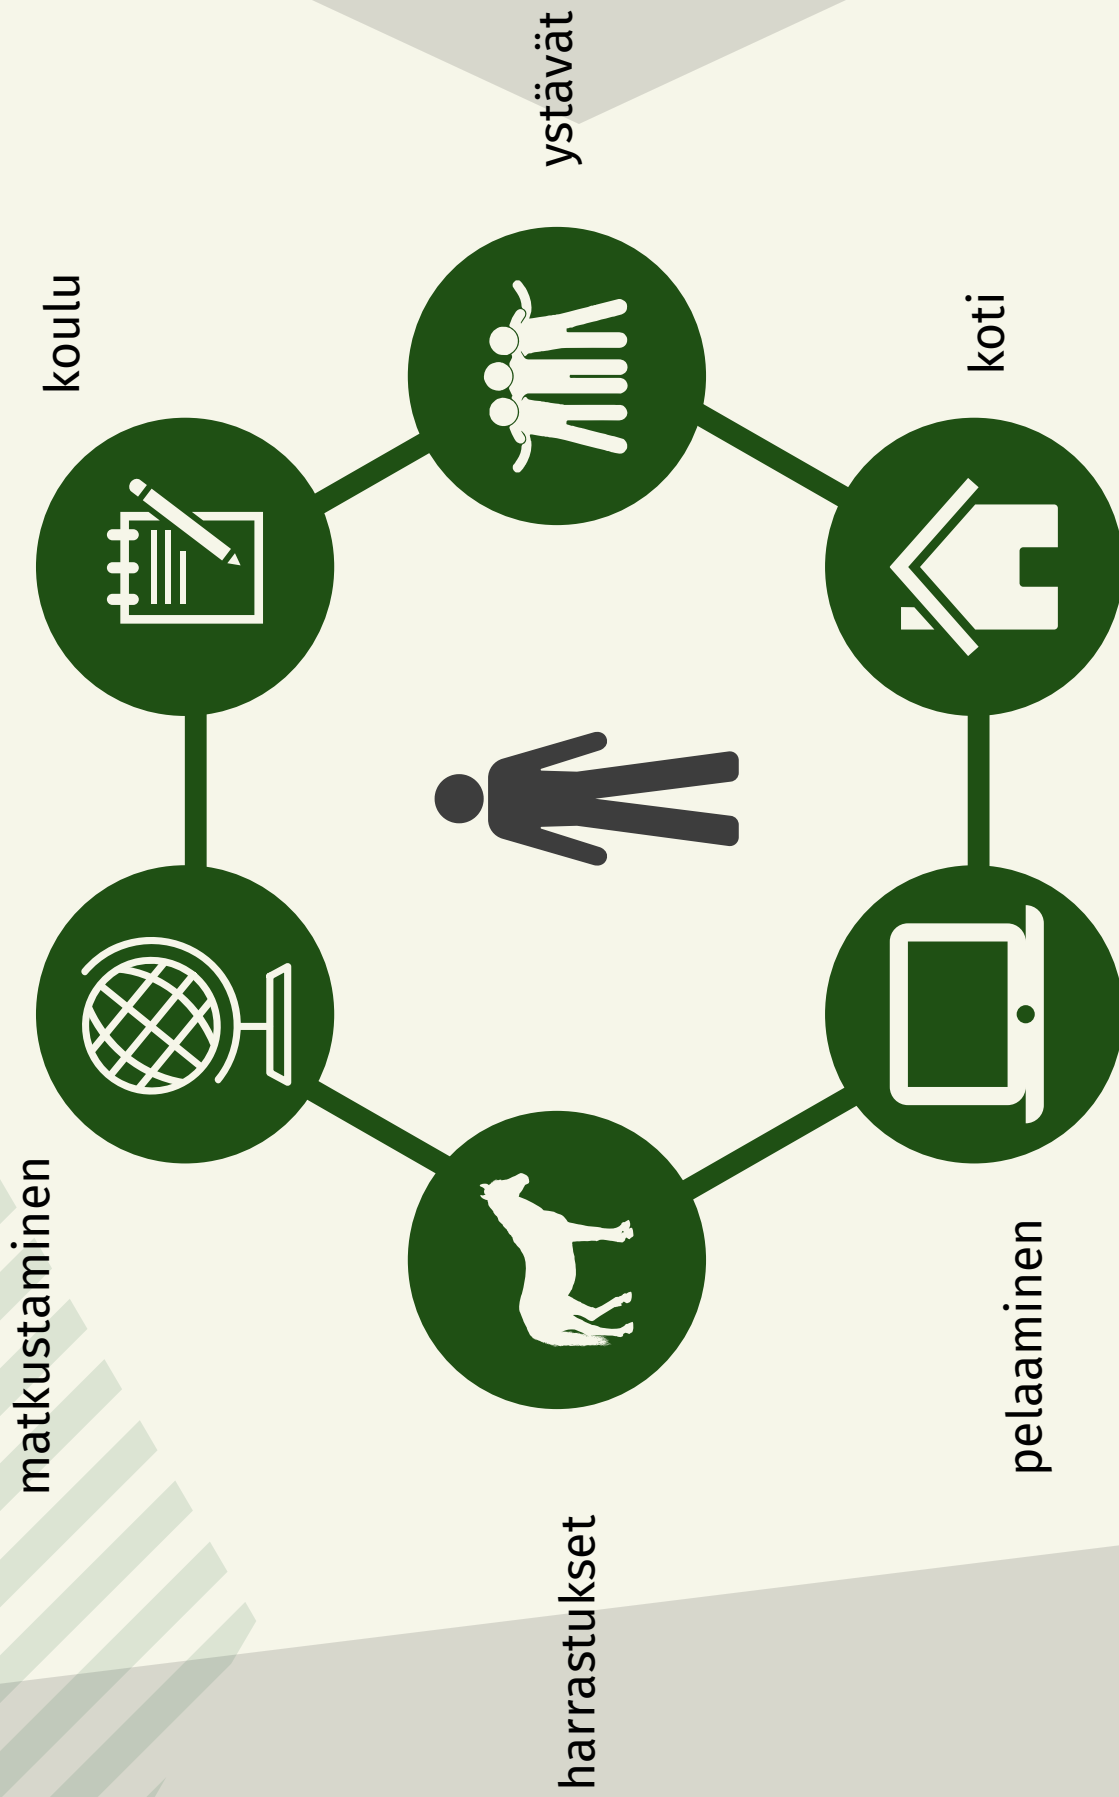 matkustaminen
koulu
harrastukset
ystävät
pelaaminen
koti